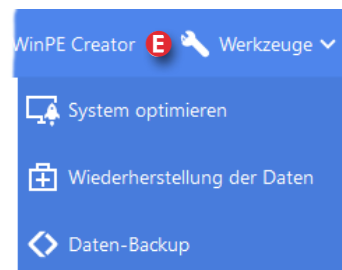 WinPE Creator E Werkzeuge
System optimieren
Wiederherstellung der Daten
Daten-Backup